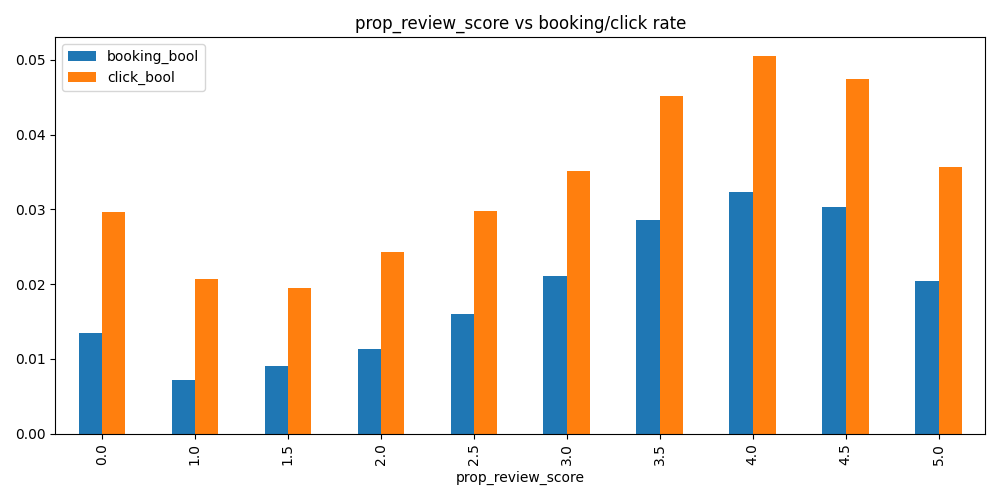 prop_review_score vs booking/click rate
booking_bool
click_bool
0.05
0.04
0.03
0.02
0.01
0.00
0.0 1.0 1.5 2.0 2.5 3.0 3.5 4.0 4.5 5.0
prop_review_score